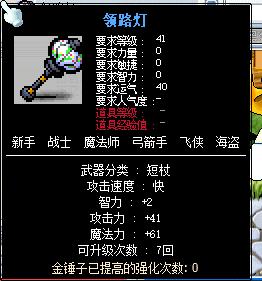 领路灯
要求等级： 41
要求力量： 0
要求敏捷： 0
要求智力： 0
要求运气： 40
要求人气度：-
道具等级： -
道具经验值： -
新手 战士 魔法师 弓箭手 飞侠 海盗
武器分类 : 短杖
攻击速度 : 快
智力 : +2
攻击力 : +41
魔法力 : +61
可升级次数 : 7回
金锤子已提高的强化次数: 0